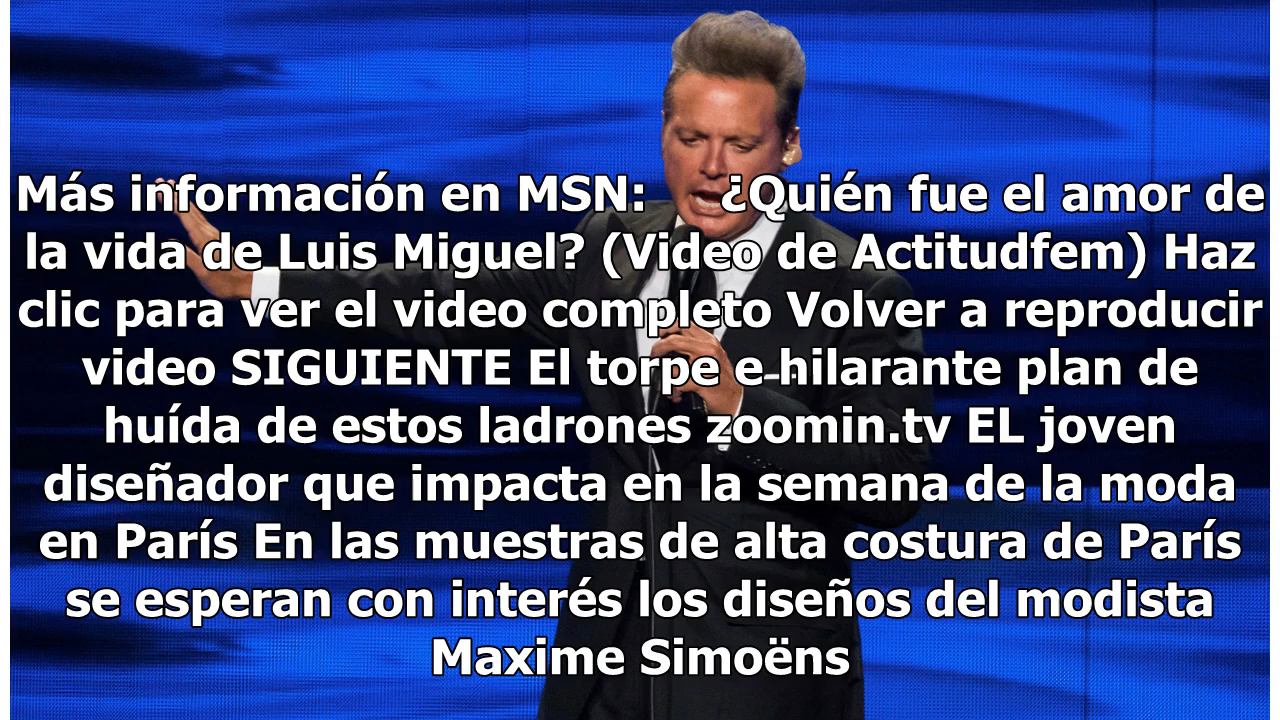 Más información en MSN: ¿Quién fue el amor de
la vida de Luis Miguel? (Video de Actitudfem) Haz
clic para ver el video completo Volver a reproducir
video SIGUIENTE El torpe e hilarante plan de
huída de estos ladrones zoomin.tv EL joven
diseñador que impacta en la semana de la moda
en París En las muestras de alta costura de París
se esperan con interés los diseños del modista
Maxime Simoëns